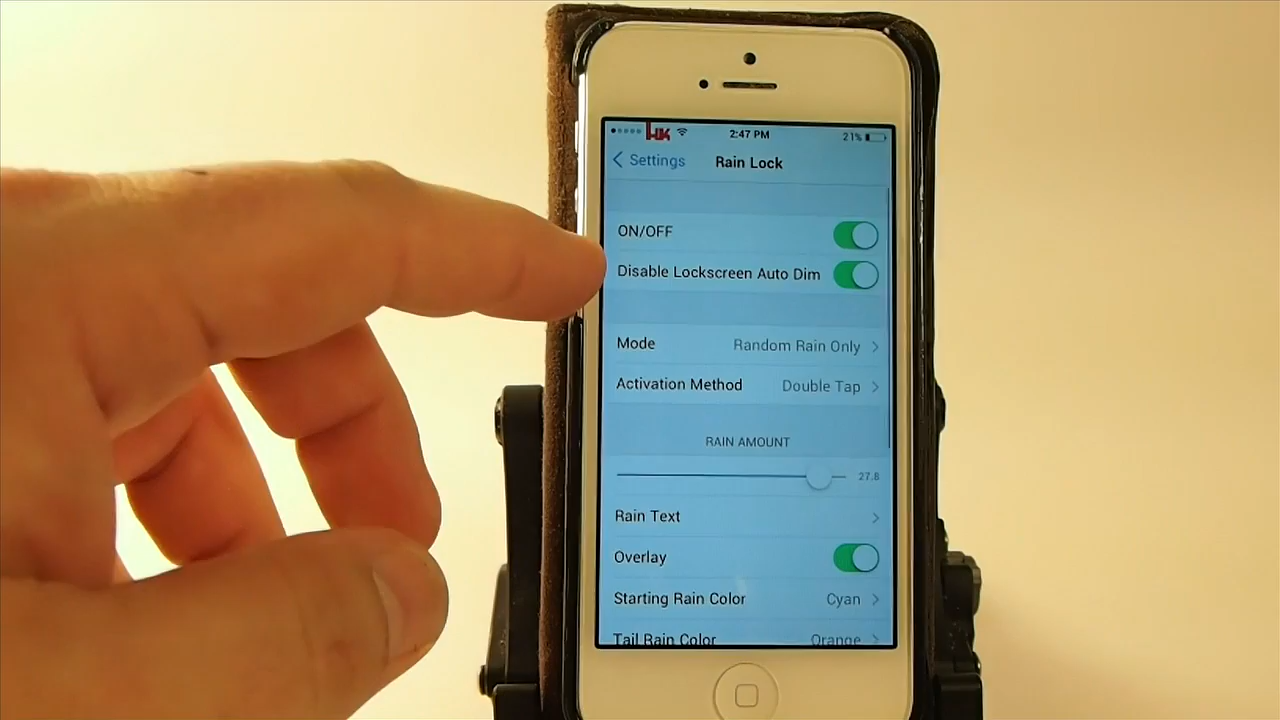 HK 2:47 PM 21%
Settings Rain Lock
ON/OFF
Disable Lockscreen Auto Dim
Mode Random Rain Only
Activation Method Double Tap
RAIN AMOUNT
27.8
Rain Text
Overlay
Starting Rain Color Cyan
Tail Rain Color Orange